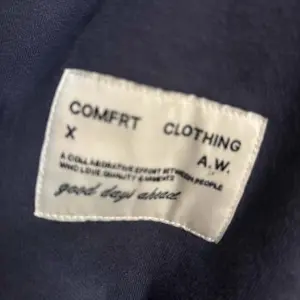 COMFRT CLOTHING
X A.W.
A COLLABORATIVE EFFORT BETWEEN PEOPLE
WHO LOVE QUALITY GARMENTS
good days ahead.